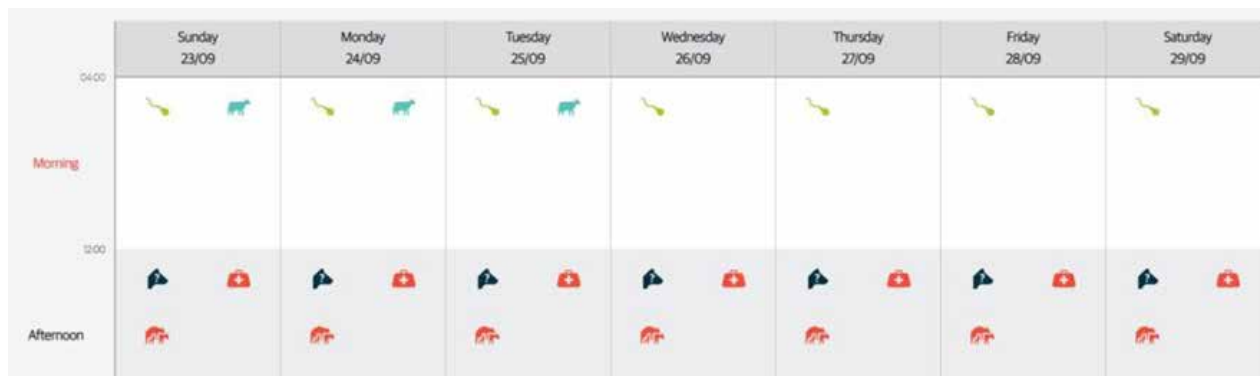 Sunday
23/09
Monday
24/09
Tuesday
25/09
Wednesday
26/09
Thursday
27/09
Friday
28/09
Saturday
29/09
04:00
Morning
12:00
? ? ? ? ? ? ?
Afternoon